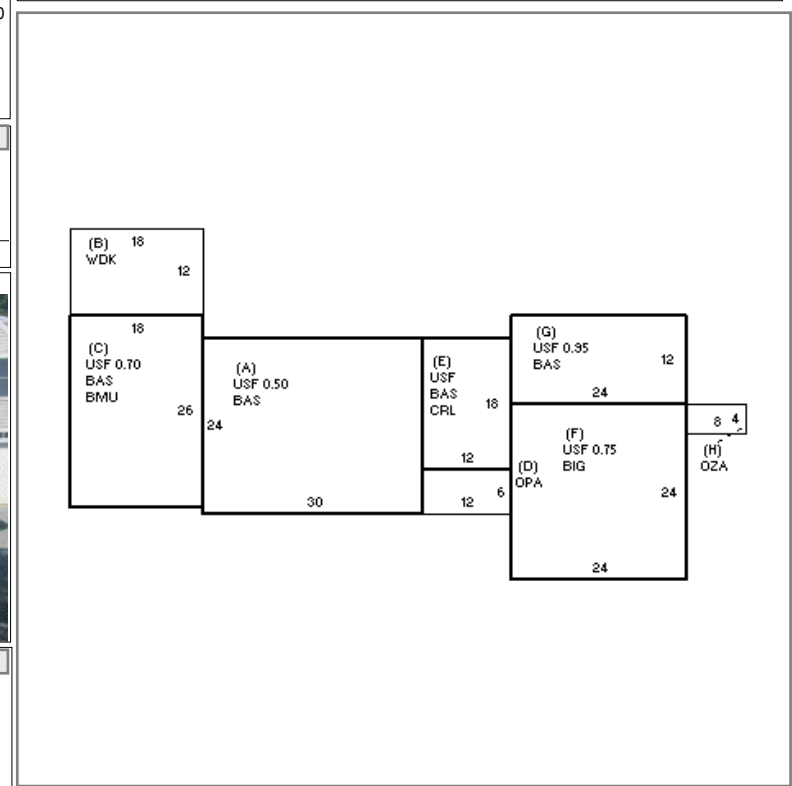 (B)
WDK
18
12
18
(C)
USF 0.70
BAS
BMU
26
(A)
USF 0.50
BAS
24
30
(E)
USF
BAS
CRL
18
12
(D)
OPA
6
12
(G)
USF 0.95
BAS
12
24
(F)
USF 0.75
BIG
24
24
8 4
(H)
OZA